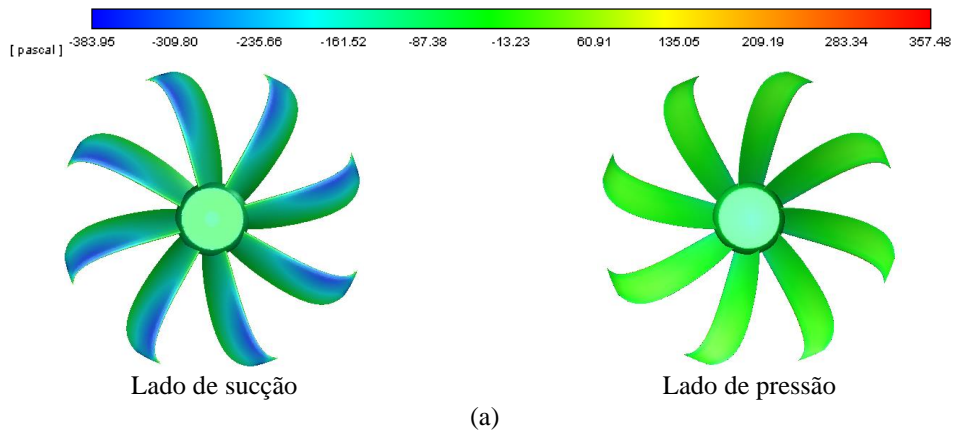 [ pascal ] -383.95 -309.80 -235.66 -161.52 -87.38 -13.23 60.91 135.05 209.19 283.34 357.48
Lado de sucção Lado de pressão
(a)